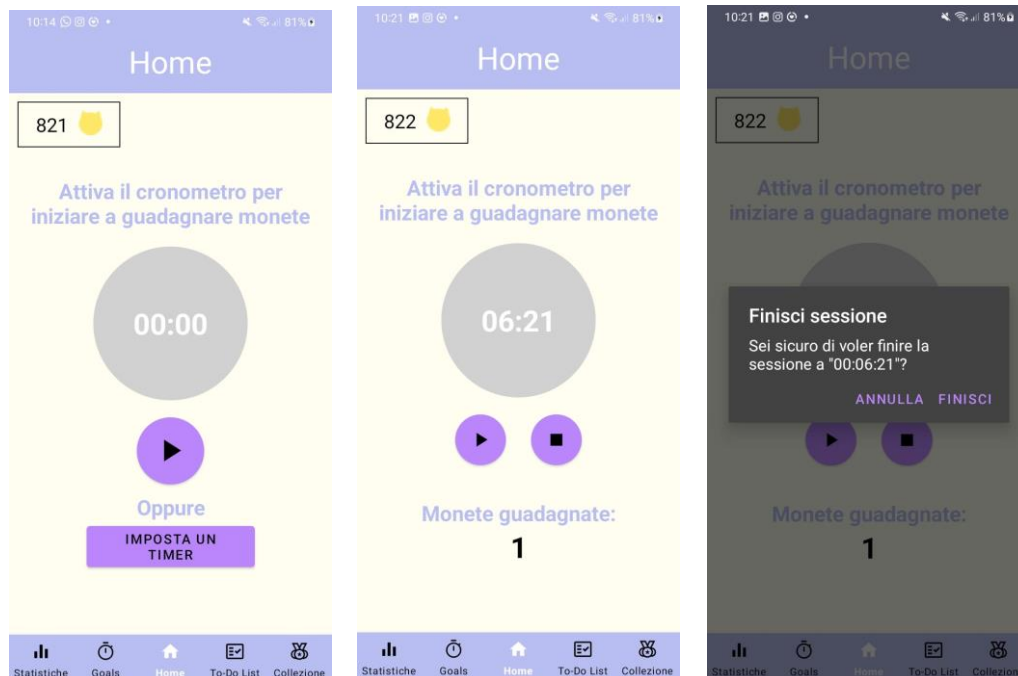 10:14
81%
Home
821
Attiva il cronometro per
iniziare a guadagnare monete
00:00
Oppure
IMPOSTA UN
TIMER
Statistiche Goals Home To-Do List Collezione
10:21
81%
Home
822
Attiva il cronometro per
iniziare a guadagnare monete
06:21
Monete guadagnate:
1
Statistiche Goals Home To-Do List Collezione
10:21
81%
Home
822
Attiva il cronometro per
iniziare a guadagnare monete
Finisci sessione
Sei sicuro di voler finire la
sessione a "00:06:21"?
ANNULLA FINISCI
Monete guadagnate:
1
Statistiche Goals Home To-Do List Collezione